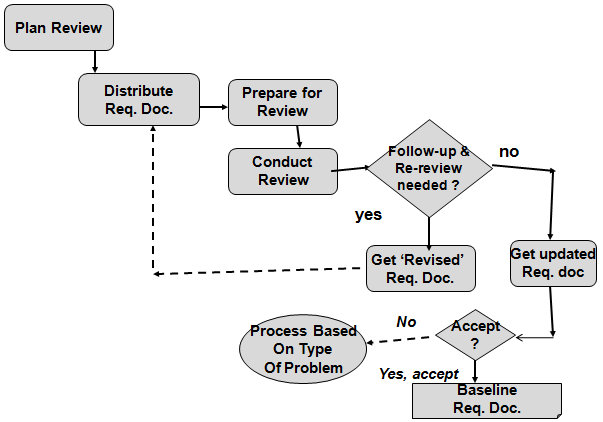 Plan Review
Distribute
Req. Doc.
Prepare for
Review
Conduct
Review
Follow-up &
Re-review
needed ?
no
yes
Get ‘Revised’
Req. Doc.
Get updated
Req. doc
Accept
?
No
Process Based
On Type
Of Problem
Yes, accept
Baseline
Req. Doc.